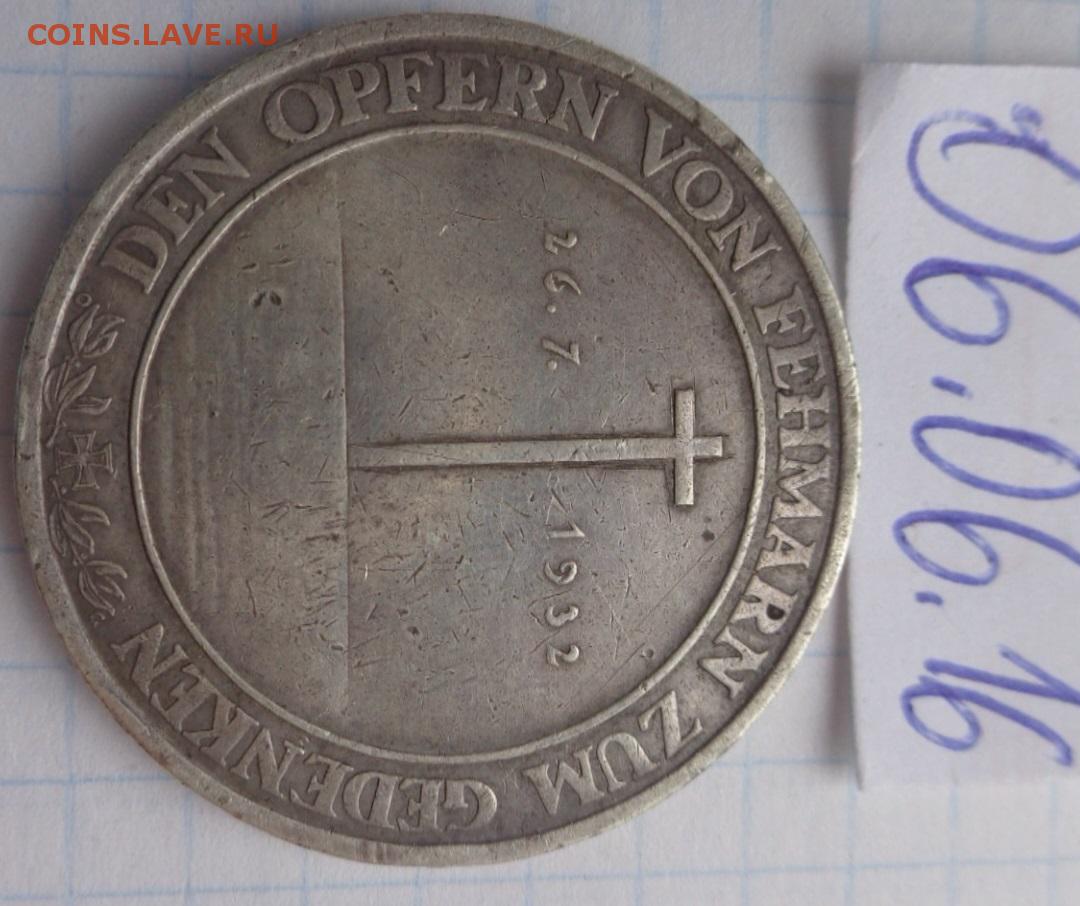 COINS.LAVE.RU
DEN OPFERN VON FEHMARN ZUM GEDENKEN
26.7. 1932
06.06.16